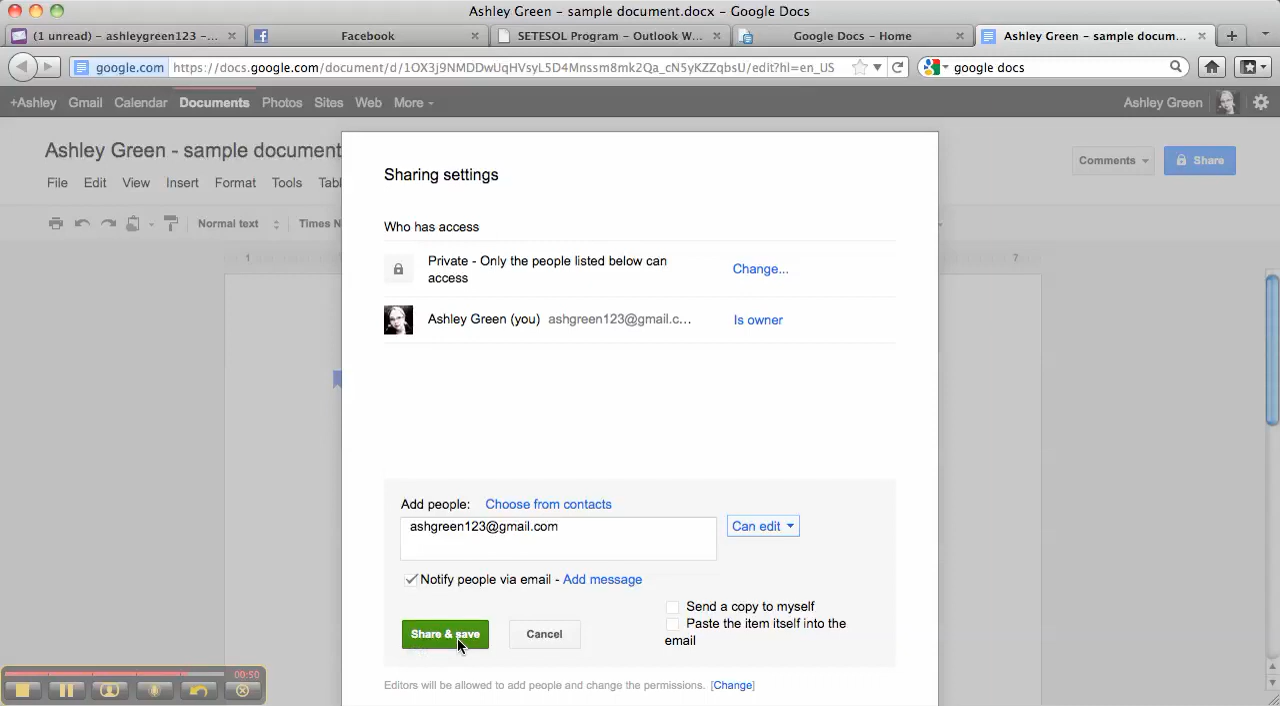 Ashley Green – sample document.docx – Google Docs
(1 unread) – ashleygreen123 –...
Facebook
SETESOL Program – Outlook W...
Google Docs – Home
Ashley Green – sample docum...
google.com
https://docs.google.com/document/d/1OX3j9NMDDwUqHVsyL5D4Mnssm8mk2Qa_cN5yKZZqbsU/edit?hl=en_US
google docs
+Ashley Gmail Calendar Documents Photos Sites Web More
Ashley Green
Ashley Green - sample document
Comments
Share
File Edit View Insert Format Tools Tabl
Normal text
Times N
1
7
Sharing settings
Who has access
Private - Only the people listed below can
access
Change...
Ashley Green (you) ashgreen123@gmail.c... Is owner
Add people: Choose from contacts
ashgreen123@gmail.com
Can edit
Notify people via email - Add message
Send a copy to myself
Paste the item itself into the
email
Share & save
Cancel
Editors will be allowed to add people and change the permissions. [Change]
00:50